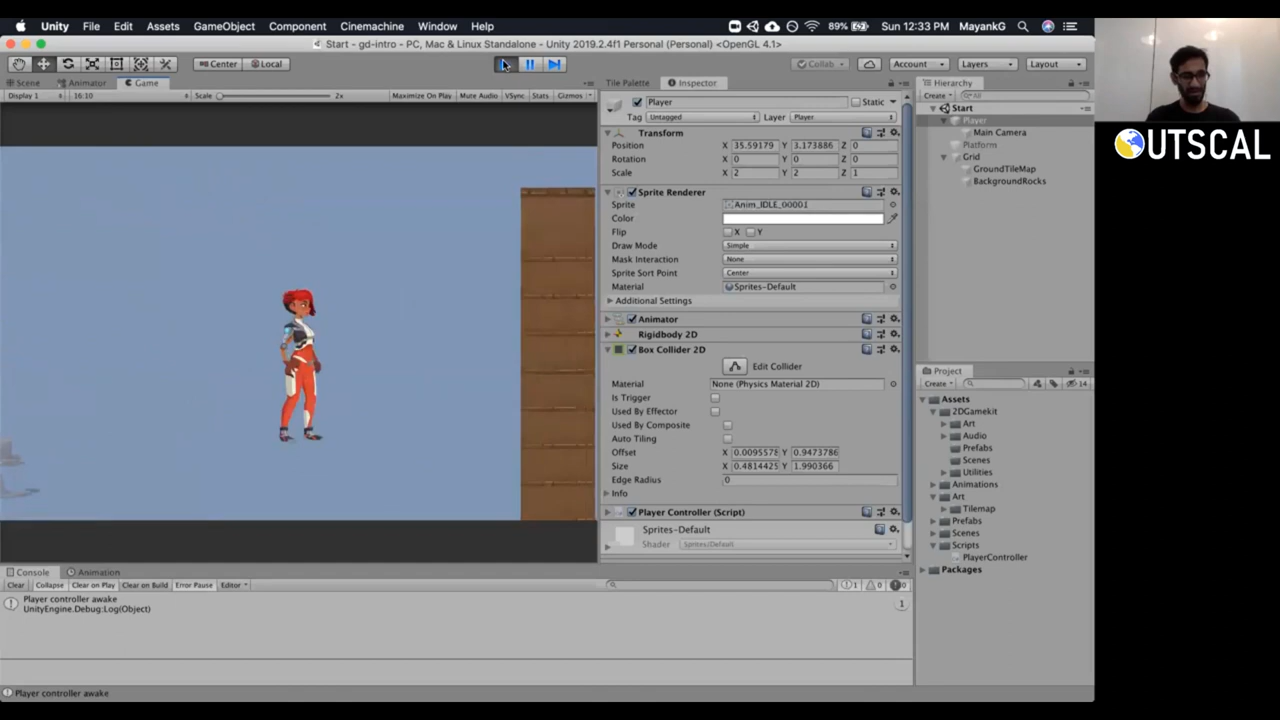 Unity File Edit Assets GameObject Component Cinemachine Window Help 89% Sun 12:33 PM MayankG
Start - gd-intro - PC, Mac & Linux Standalone - Unity 2019.2.4f1 Personal (Personal) <OpenGL 4.1>
Center Local Collab Account Layers Layout
Scene Animator Game Tile Palette Inspector Hierarchy
Display 1 16:10 Scale 2x Maximize On Play Mute Audio VSync Stats Gizmos
Create All
Player Static
Tag Untagged Layer Player
Start
Player
Main Camera
Platform
Grid
GroundTileMap
BackgroundRocks
OUTSCAL
Transform
Position X 35.59179 Y 3.173886 Z 0
Rotation X 0 Y 0 Z 0
Scale X 2 Y 2 Z 1
Sprite Renderer
Sprite Anim_IDLE_00001
Color
Flip X Y
Draw Mode Simple
Mask Interaction None
Sprite Sort Point Center
Material Sprites-Default
Additional Settings
Animator
Rigidbody 2D
Box Collider 2D
Edit Collider
Material None (Physics Material 2D)
Is Trigger
Used By Effector
Used By Composite
Auto Tiling
Offset X 0.0095578 Y 0.9473786
Size X 0.4814425 Y 1.990366
Edge Radius 0
Info
Player Controller (Script)
Sprites-Default
Shader Sprites/Default
Project
Create 14
Assets
2DGamekit
Art
Audio
Prefabs
Scenes
Utilities
Animations
Art
Tilemap
Prefabs
Scenes
Scripts
PlayerController
Packages
Console Animation
Clear Collapse Clear on Play Clear on Build Error Pause Editor 1 0 0
Player controller awake
UnityEngine.Debug:Log(Object)
1
Player controller awake